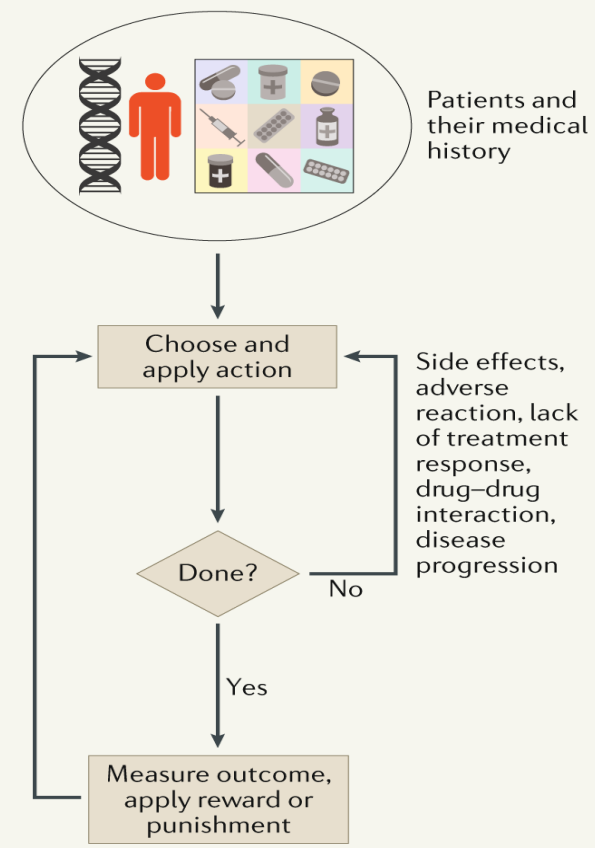 Patients and
their medical
history
Choose and
apply action
Side effects,
adverse
reaction, lack
of treatment
response,
drug–drug
interaction,
disease
progression
Done?
No
Yes
Measure outcome,
apply reward or
punishment